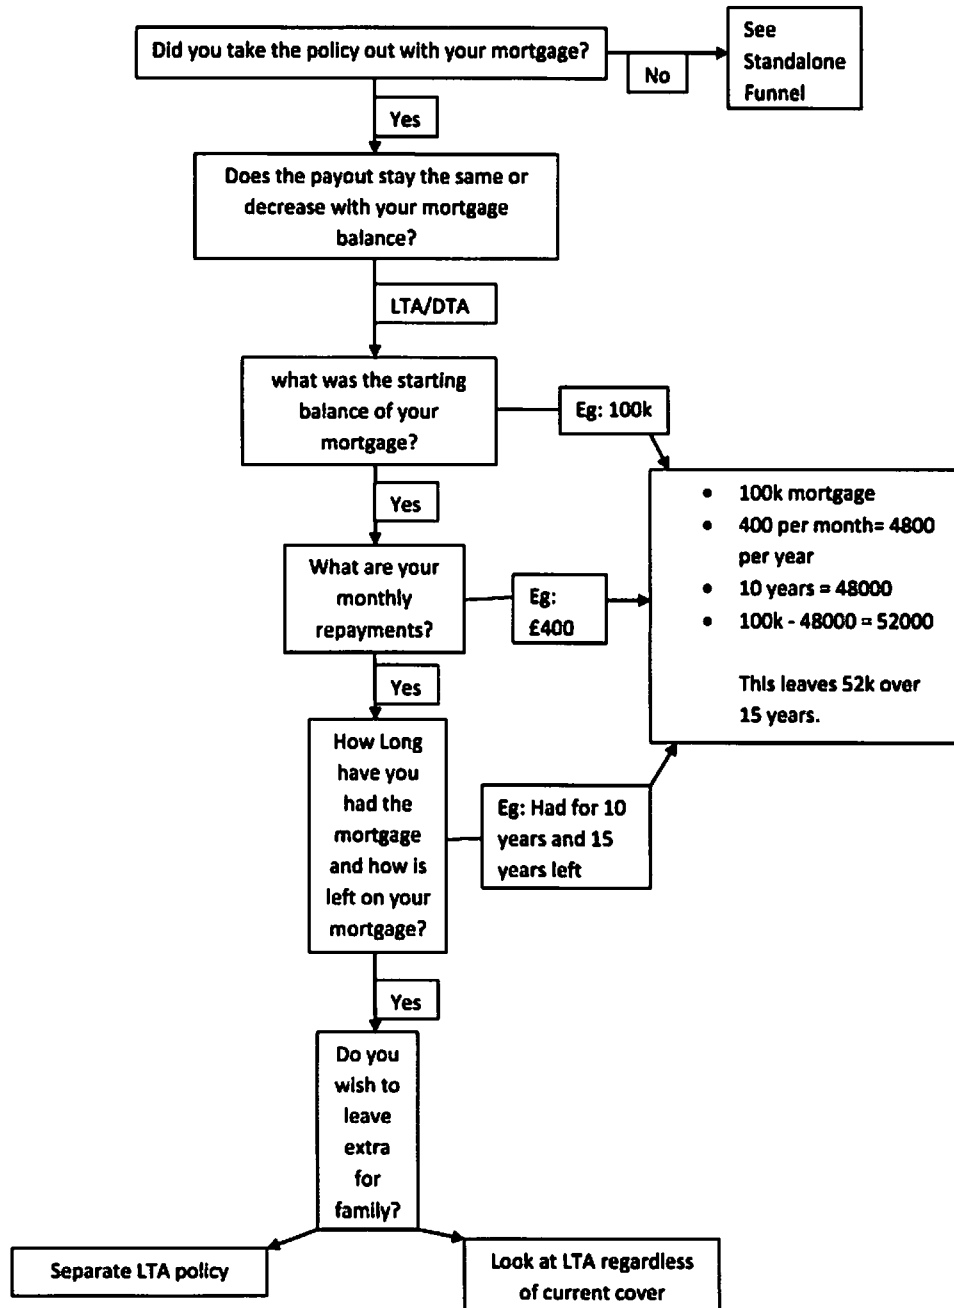 Did you take the policy out with your mortgage?
No
See
Standalone
Funnel
Yes
Does the payout stay the same or
decrease with your mortgage
balance?
LTA/DTA
what was the starting
balance of your
mortgage?
Eg: 100k
Yes
What are your
monthly
repayments?
Eg:
£400
• 100k mortgage
• 400 per month= 4800
per year
• 10 years = 48000
• 100k - 48000 = 52000
This leaves 52k over
15 years.
Yes
How Long
have you
had the
mortgage
and how is
left on your
mortgage?
Eg: Had for 10
years and 15
years left
Yes
Do you
wish to
leave
extra
for
family?
Separate LTA policy
Look at LTA regardless
of current cover